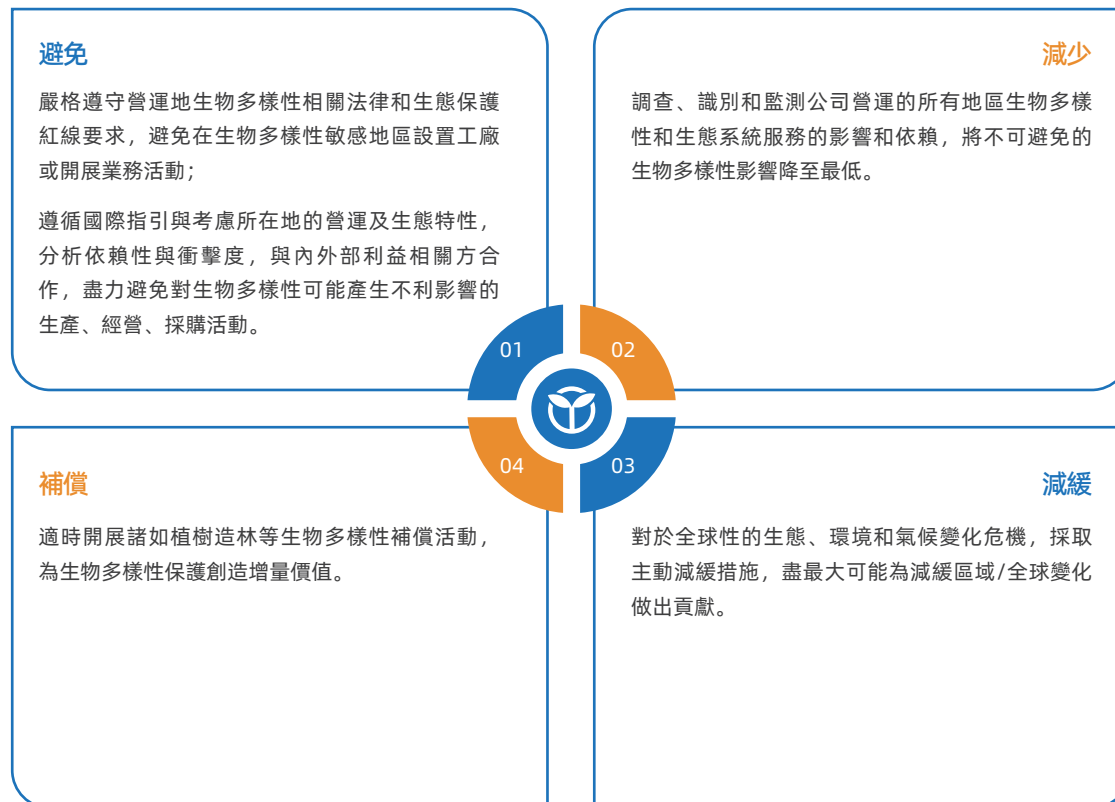 避免
嚴格遵守營運地生物多樣性相關法律和生態保護
紅線要求，避免在生物多樣性敏感地區設置工廠
或開展業務活動；
遵循國際指引與考慮所在地的營運及生態特性，
分析依賴性與衝擊度，與內外部利益相關方合
作，盡力避免對生物多樣性可能產生不利影響的
生產、經營、採購活動。
減少
調查、識別和監測公司營運的所有地區生物多樣
性和生態系統服務的影響和依賴，將不可避免的
生物多樣性影響降至最低。
01
02
04
03
補償
適時開展諸如植樹造林等生物多樣性補償活動，
為生物多樣性保護創造增量價值。
減緩
對於全球性的生態、環境和氣候變化危機，採取
主動減緩措施，盡最大可能為減緩區域/全球變化
做出貢獻。